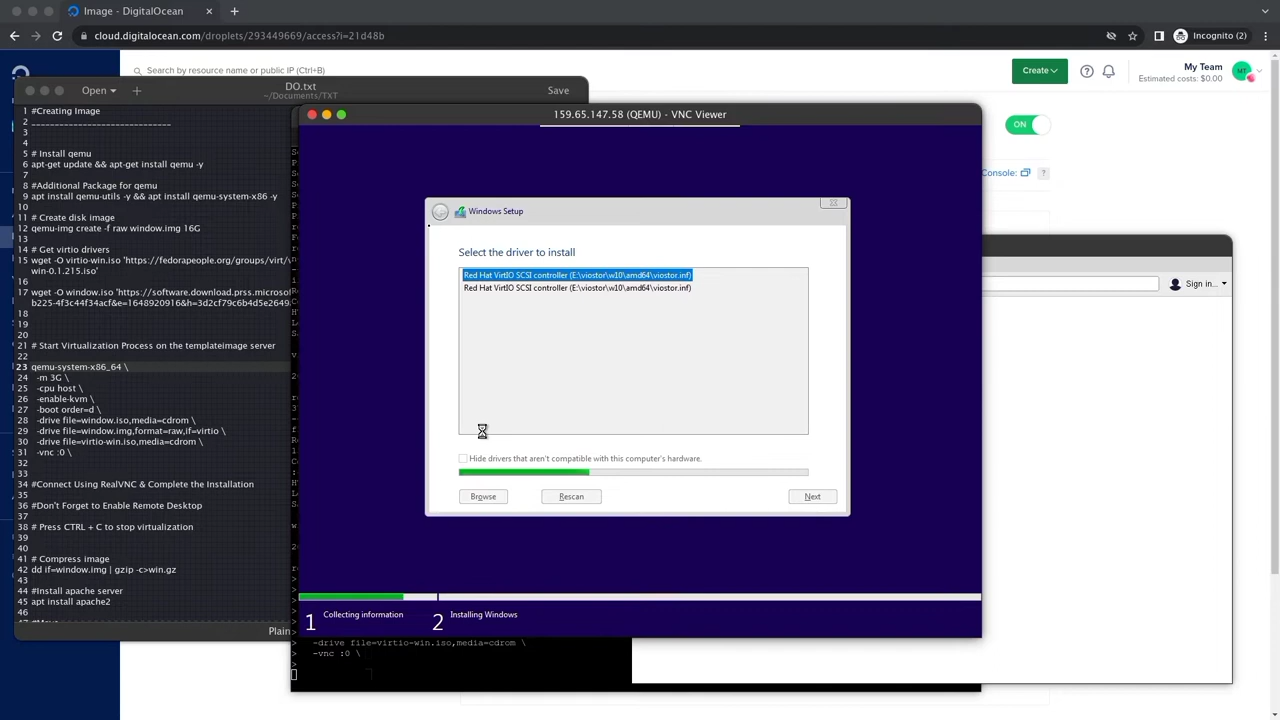 Image - DigitalOcean
cloud.digitalocean.com/droplets/293449669/access?i=21d48b
Incognito (2)
Search by resource name or public IP (Ctrl+B)
Create
My Team
Estimated costs: $0.00
MT
ON
Console:
?
Sign in...
Open
DO.txt
~/Documents/TXT
Save
1 #Creating Image
2 ------------------------------
3
4
5 # Install qemu
6 apt-get update && apt-get install qemu -y
7
8 #Additional Package for qemu
9 apt install qemu-utils -y && apt install qemu-system-x86 -y
10
11 # Create disk image
12 qemu-img create -f raw window.img 16G
13
14 # Get virtio drivers
15 wget -O virtio-win.iso 'https://fedorapeople.org/groups/virt/
win-0.1.215.iso'
16
17 wget -O window.iso 'https://software.download.prss.microsof
b225-4f3c44f34acf&e=1648920916&h=3d2cf79c6b4d5e2649
18
19
20
21 # Start Virtualization Process on the templateimage server
22
23 qemu-system-x86_64 \
24 -m 3G \
25 -cpu host \
26 -enable-kvm \
27 -boot order=d \
28 -drive file=window.iso,media=cdrom \
29 -drive file=window.img,format=raw,if=virtio \
30 -drive file=virtio-win.iso,media=cdrom \
31 -vnc :0 \
32
33
34 #Connect Using RealVNC & Complete the Installation
35
36 #Don't Forget to Enable Remote Desktop
37
38 # Press CTRL + C to stop virtualization
39
40
41 # Compress image
42 dd if=window.img | gzip -c>win.gz
43
44 #Install apache server
45 apt install apache2
46
Plain
159.65.147.58 (QEMU) - VNC Viewer
Windows Setup
Select the driver to install
Red Hat VirtIO SCSI controller (E:\viostor\w10\amd64\viostor.inf)
Red Hat VirtIO SCSI controller (E:\viostor\w10\amd64\viostor.inf)
Hide drivers that aren't compatible with this computer's hardware.
Browse
Rescan
Next
1 Collecting information
2 Installing Windows
> -drive file=virtio-win.iso,media=cdrom \
> -vnc :0 \
>